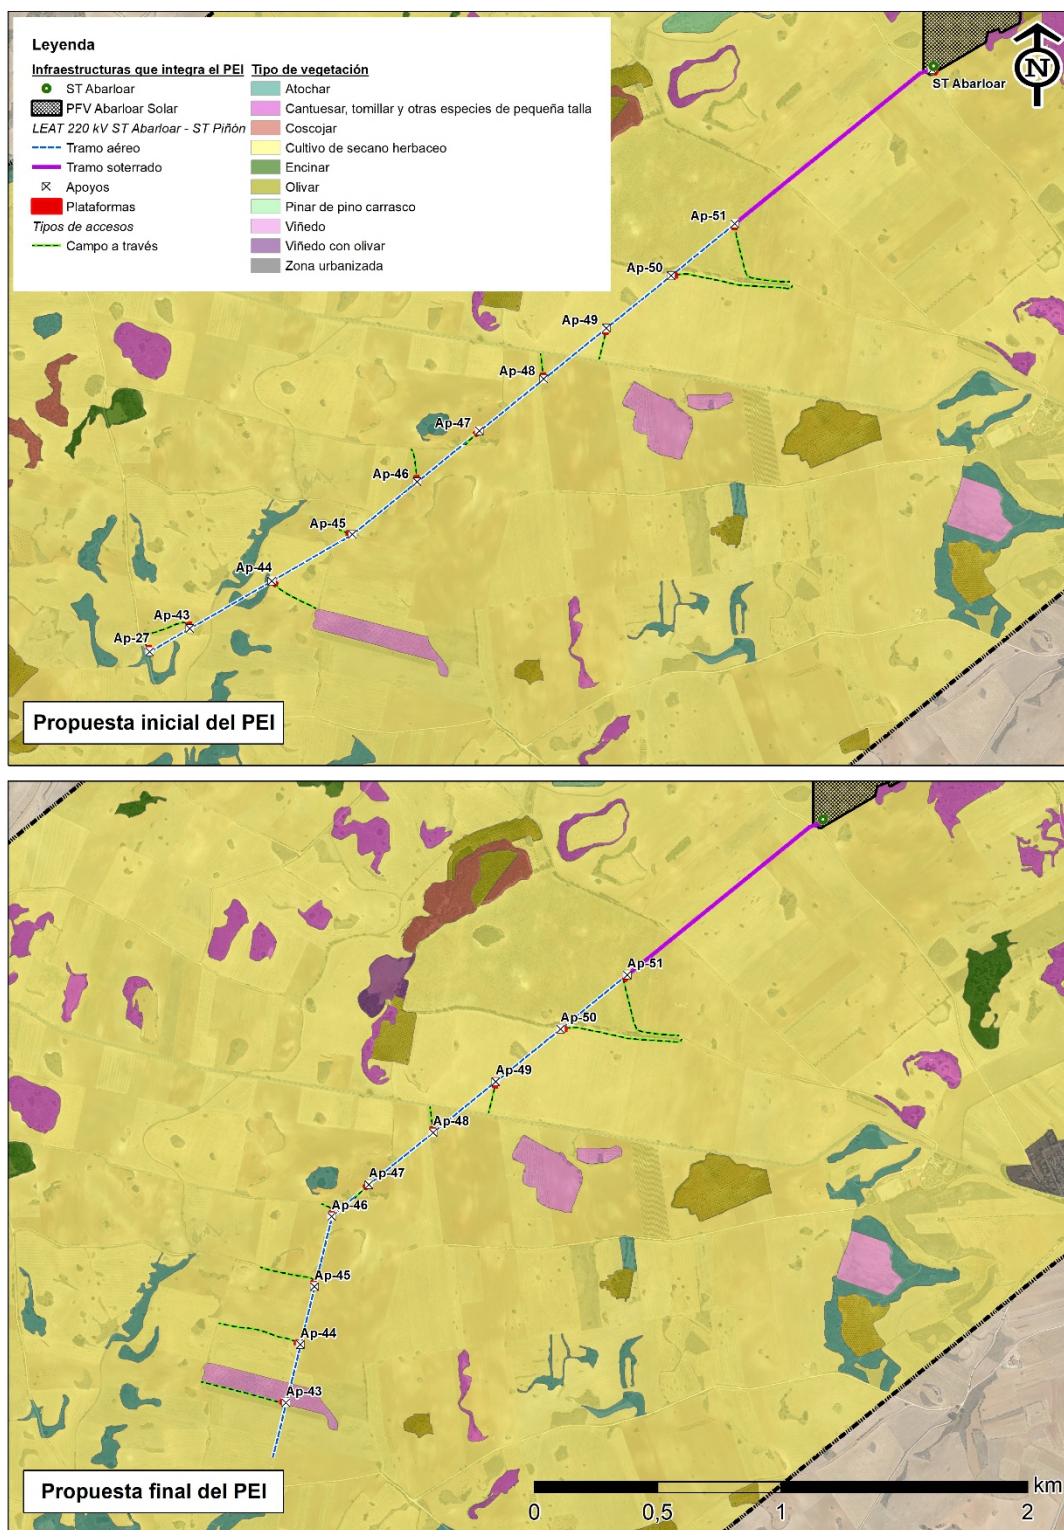 Leyenda
Infraestructuras que integra el PEI
ST Abarloar
PFV Abarloar Solar
LEAT 220 kV ST Abarloar - ST Piñón
Tramo aéreo
Tramo soterrado
Apoyos
Plataformas
Tipos de accesos
Campo a través
Tipo de vegetación
Atochar
Cantuesar, tomillar y otras especies de pequeña talla
Coscojar
Cultivo de secano herbaceo
Encinar
Olivar
Pinar de pino carrasco
Viñedo
Viñedo con olivar
Zona urbanizada
N
ST Abarloar
Ap-51
Ap-50
Ap-49
Ap-48
Ap-47
Ap-46
Ap-45
Ap-44
Ap-43
Ap-27
Propuesta inicial del PEI
Ap-51
Ap-50
Ap-49
Ap-48
Ap-47
Ap-46
Ap-45
Ap-44
Ap-43
Propuesta final del PEI
km
0 0,5 1 2